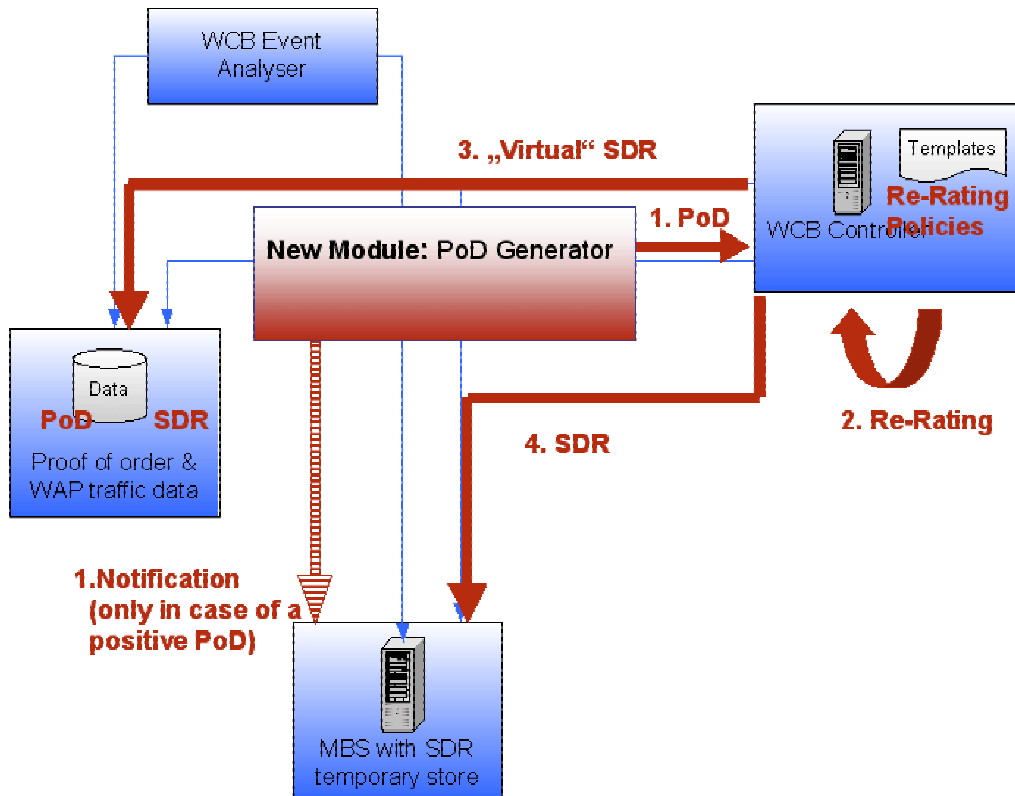 WCB Event
Analyser
3. „Virtual“ SDR
Templates
Re-Rating
Policies
WCB Controller
1. PoD
New Module: PoD Generator
Data
PoD
SDR
Proof of order &
WAP traffic data
2. Re-Rating
4. SDR
1.Notification
(only in case of a
positive PoD)
MBS with SDR
temporary store